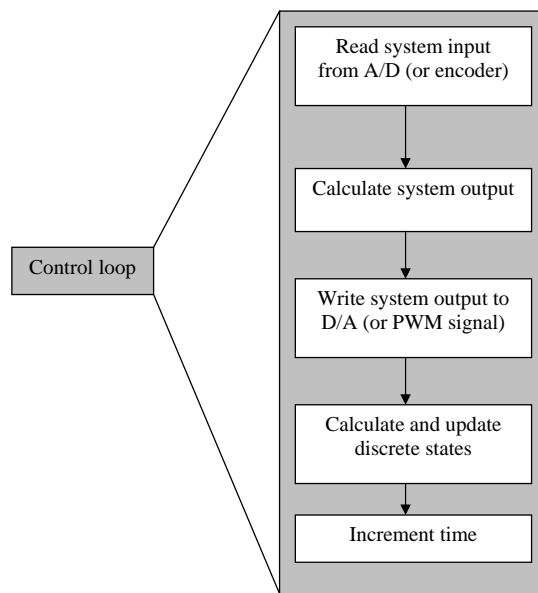 Read system input
from A/D (or encoder)
Calculate system output
Control loop
Write system output to
D/A (or PWM signal)
Calculate and update
discrete states
Increment time